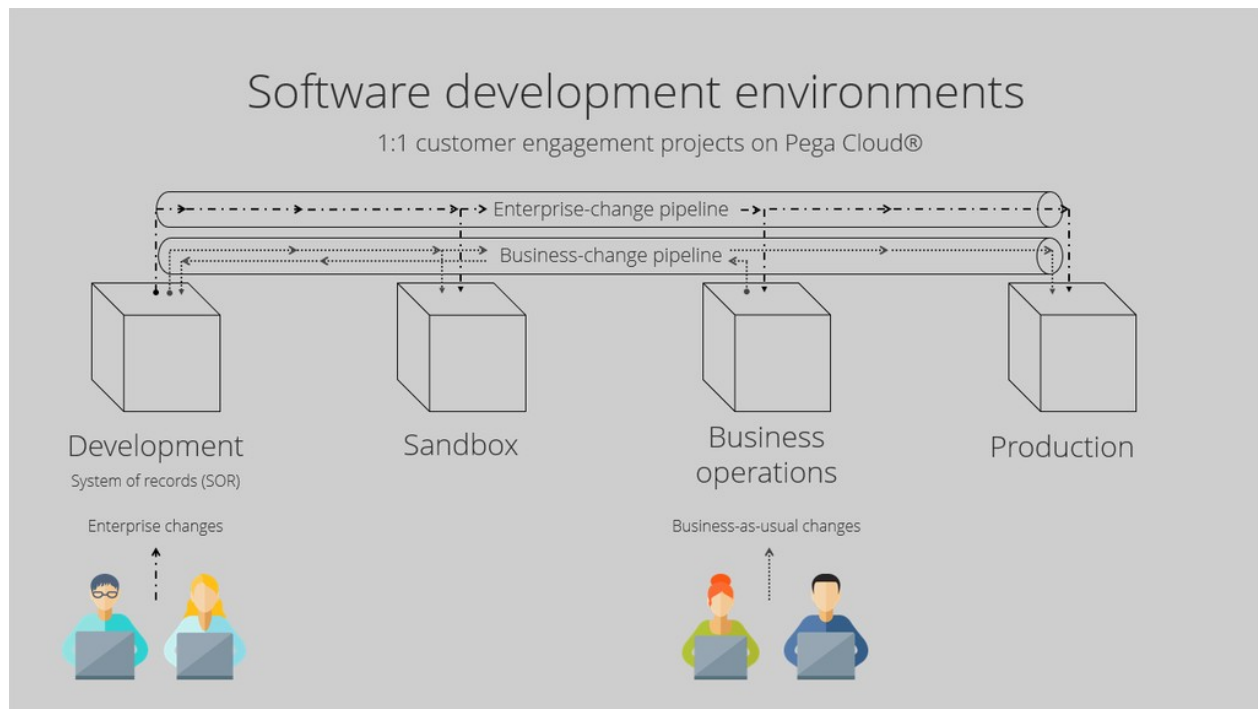 Software development environments
1:1 customer engagement projects on Pega Cloud®
Enterprise-change pipeline
Business-change pipeline
Development
System of records (SOR)
Sandbox
Business
operations
Production
Enterprise changes
Business-as-usual changes